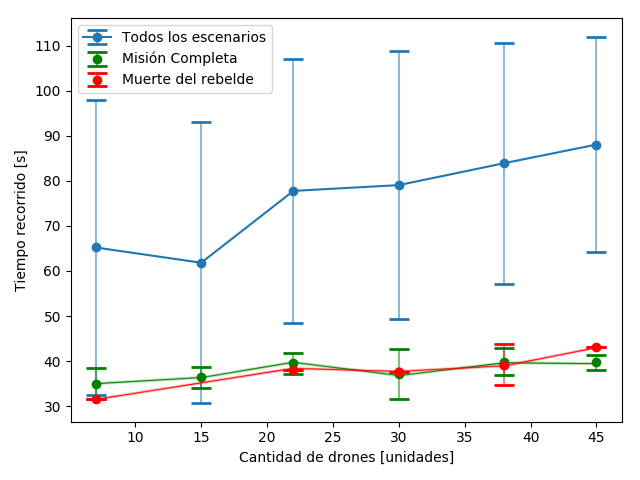 Todos los escenarios
Misión Completa
Muerte del rebelde
110
100
90
80
70
60
50
40
30
Tiempo recorrido [s]
10 15 20 25 30 35 40 45
Cantidad de drones [unidades]